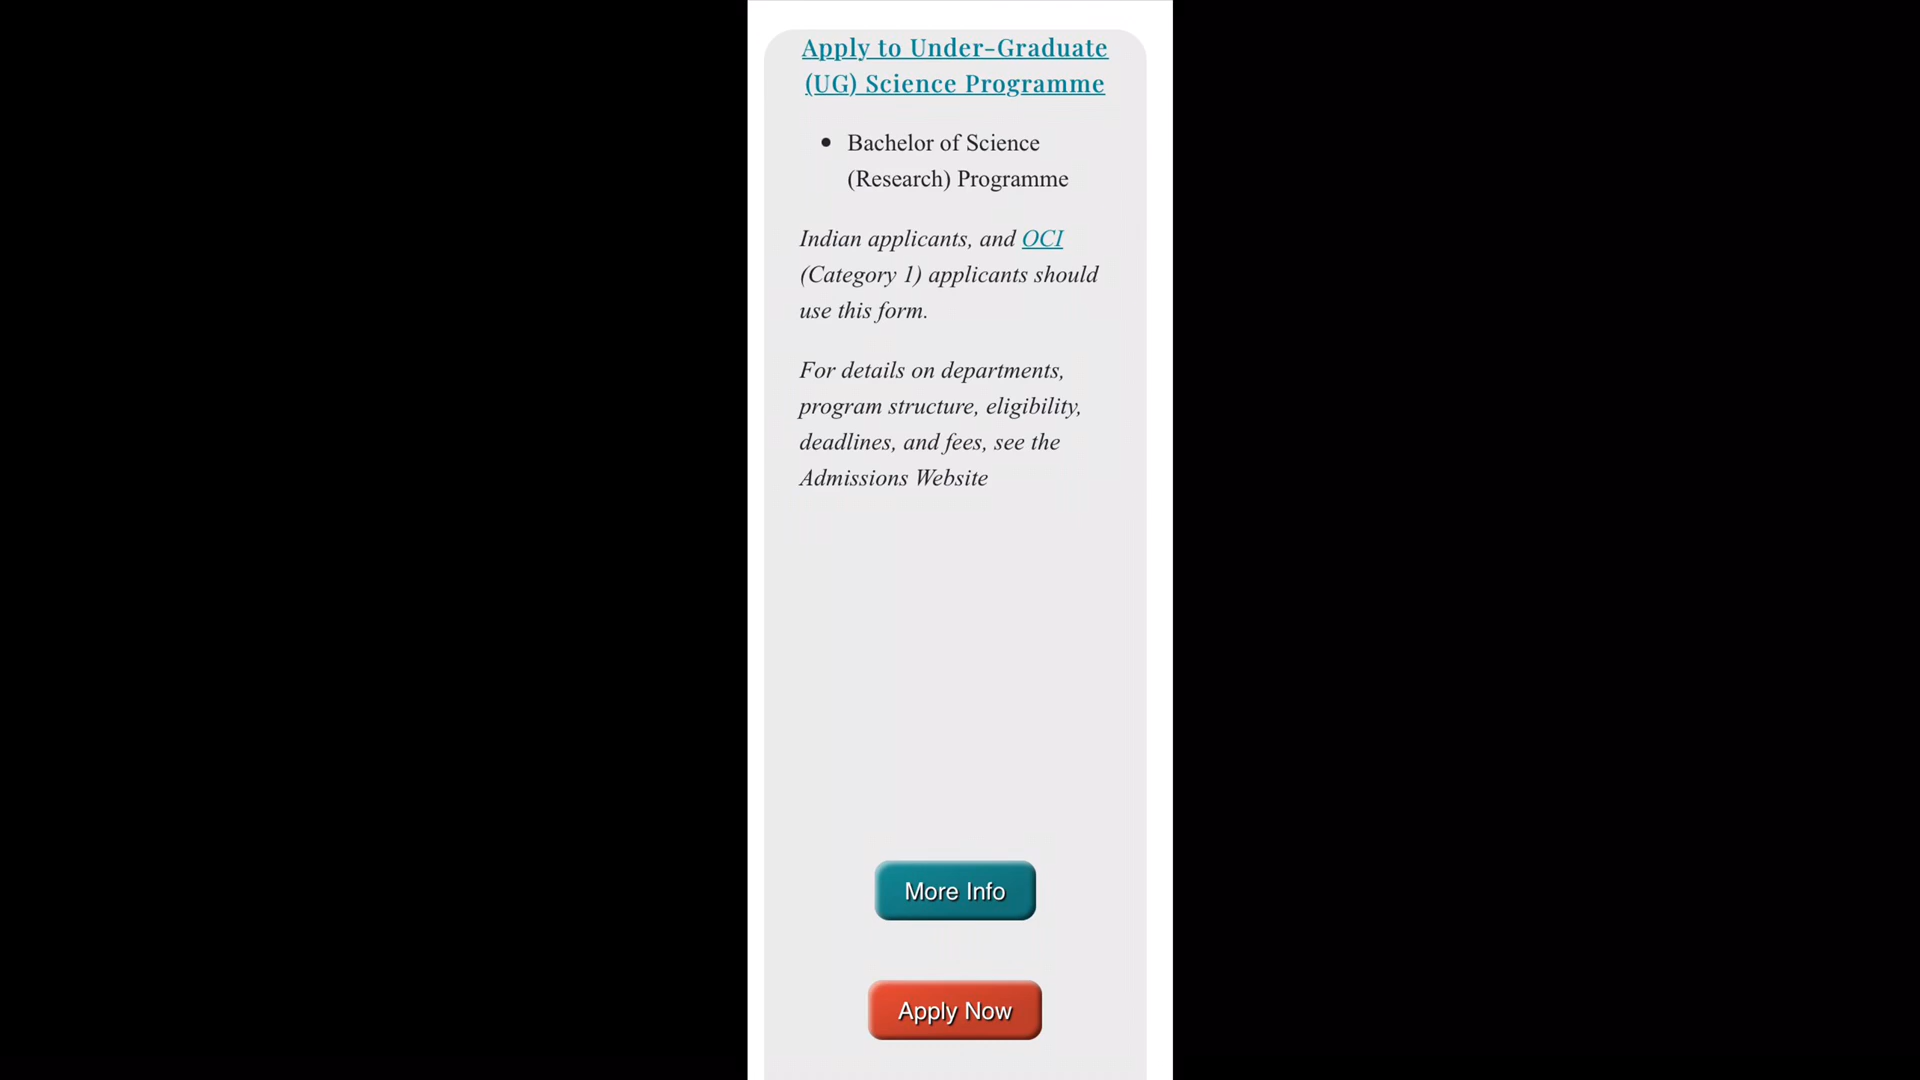 Apply to Under-Graduate
(UG) Science Programme
• Bachelor of Science
(Research) Programme
Indian applicants, and OCI
(Category 1) applicants should
use this form.
For details on departments,
program structure, eligibility,
deadlines, and fees, see the
Admissions Website
More Info
Apply Now